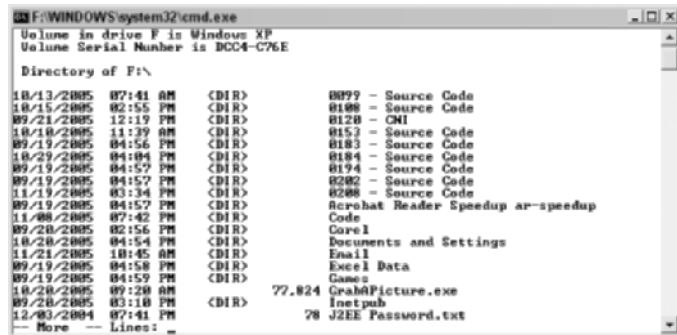 F:\WINDOWS\system32\cmd.exe
Volume in drive F is Windows XP
Volume Serial Number is DCC4-C76E
Directory of F:\
10/13/2005 07:41 AM <DIR> 0099 - Source Code
10/15/2005 02:55 PM <DIR> 0108 - Source Code
09/21/2005 12:19 PM <DIR> 0120 - CMI
10/10/2005 11:39 AM <DIR> 0153 - Source Code
09/19/2005 04:56 PM <DIR> 0183 - Source Code
10/29/2005 04:04 PM <DIR> 0184 - Source Code
09/19/2005 04:57 PM <DIR> 0194 - Source Code
09/19/2005 04:57 PM <DIR> 0202 - Source Code
11/19/2005 03:34 PM <DIR> 0208 - Source Code
09/19/2005 04:57 PM <DIR> Acrobat Reader Speedup ar-speedup
11/08/2005 07:42 PM <DIR> Code
09/20/2005 02:56 PM <DIR> Corel
10/20/2005 04:54 PM <DIR> Documents and Settings
11/21/2005 10:45 AM <DIR> Email
09/19/2005 04:58 PM <DIR> Excel Data
09/19/2005 04:59 PM <DIR> Games
10/20/2005 09:20 AM 77,824 GrabAPicture.exe
09/20/2005 03:10 PM <DIR> Inetpub
12/03/2004 07:41 PM 78 J2EE Password.txt
-- More -- Lines: _